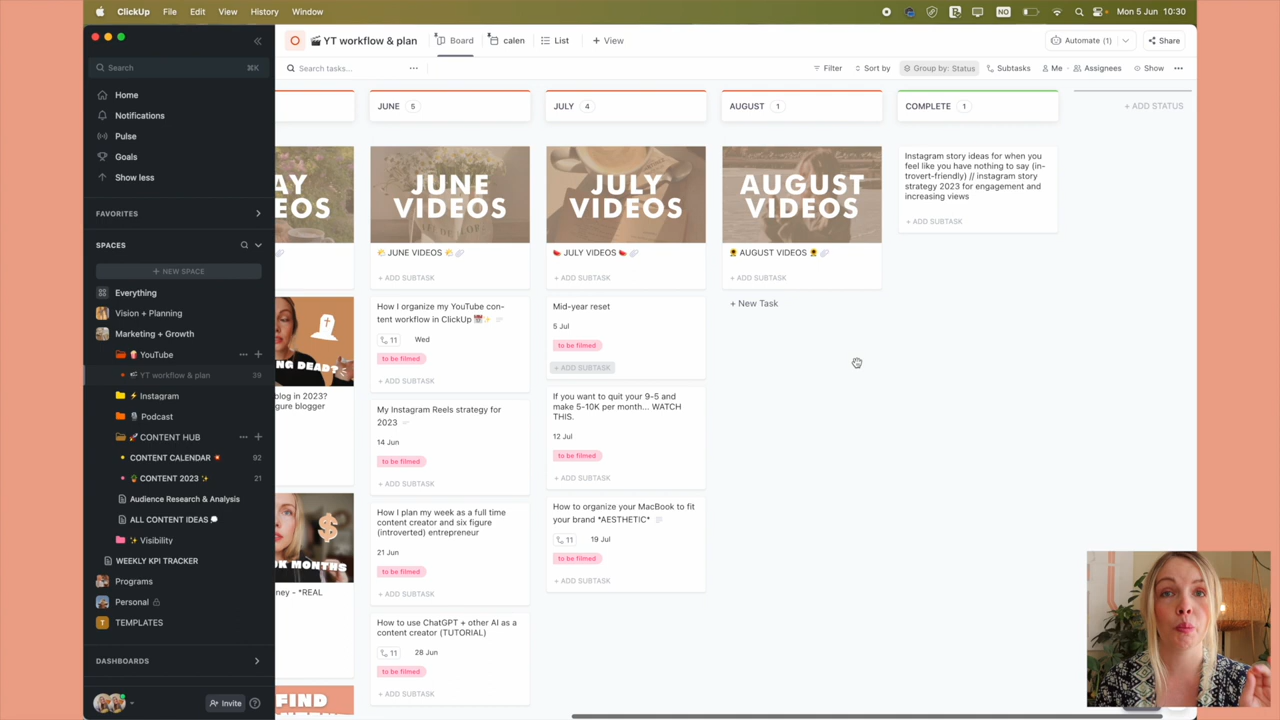 ClickUp File Edit View History Window
NO Mon 5 Jun 10:30
YT workflow & plan Board calen List + View
Automate (1) Share
Search ⌘K
Search tasks...
Filter Sort by Group by: Status Subtasks Me Assignees Show
Home
Notifications
Pulse
Goals
Show less
FAVORITES
SPACES
+ NEW SPACE
Everything
Vision + Planning
Marketing + Growth
YouTube
YT workflow & plan 39
Instagram
Podcast
CONTENT HUB
CONTENT CALENDAR 92
CONTENT 2023 21
Audience Research & Analysis
ALL CONTENT IDEAS
Visibility
WEEKLY KPI TRACKER
Programs
Personal
TEMPLATES
DASHBOARDS
Invite
AY
EOS
+ ADD SUBTASK
NG DEAD?
blog in 2023?
gure blogger
$
K MONTHS
ney - *REAL
FIND
JUNE 5
JUNE
VIDEOS
JUNE VIDEOS
+ ADD SUBTASK
How I organize my YouTube con-
tent workflow in ClickUp
11 Wed
to be filmed
+ ADD SUBTASK
My Instagram Reels strategy for
2023
14 Jun
to be filmed
+ ADD SUBTASK
How I plan my week as a full time
content creator and six figure
(introverted) entrepreneur
21 Jun
to be filmed
+ ADD SUBTASK
How to use ChatGPT + other AI as a
content creator (TUTORIAL)
11 28 Jun
to be filmed
+ ADD SUBTASK
JULY 4
JULY
VIDEOS
JULY VIDEOS
+ ADD SUBTASK
Mid-year reset
5 Jul
to be filmed
+ ADD SUBTASK
If you want to quit your 9-5 and
make 5-10K per month... WATCH
THIS.
12 Jul
to be filmed
+ ADD SUBTASK
How to organize your MacBook to fit
your brand *AESTHETIC*
11 19 Jul
to be filmed
+ ADD SUBTASK
AUGUST 1
AUGUST
VIDEOS
AUGUST VIDEOS
+ ADD SUBTASK
+ New Task
COMPLETE 1
Instagram story ideas for when you
feel like you have nothing to say (in-
trovert-friendly) // instagram story
strategy 2023 for engagement and
increasing views
+ ADD SUBTASK
+ ADD STATUS